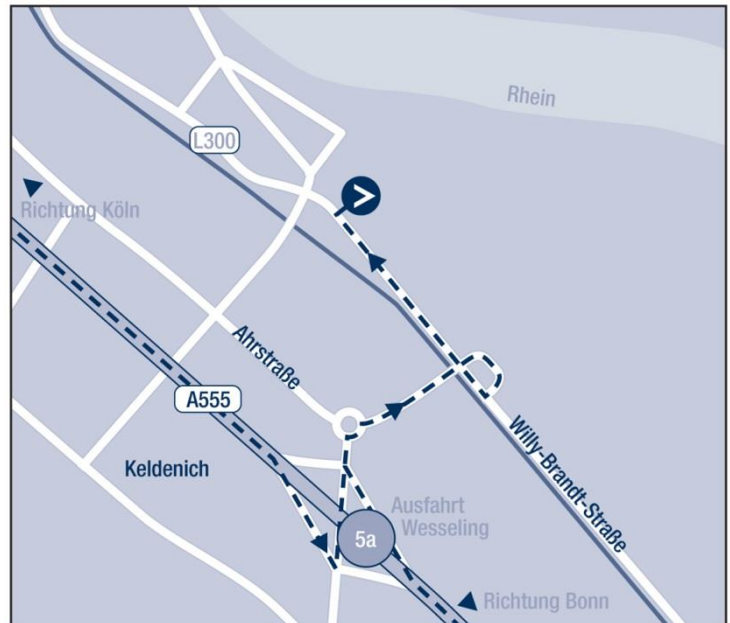 Rhein
L300
Richtung Köln
Ahrstraße
A555
Keldenich
Willy-Brandt-Straße
Ausfahrt
Wesseling
5a
Richtung Bonn